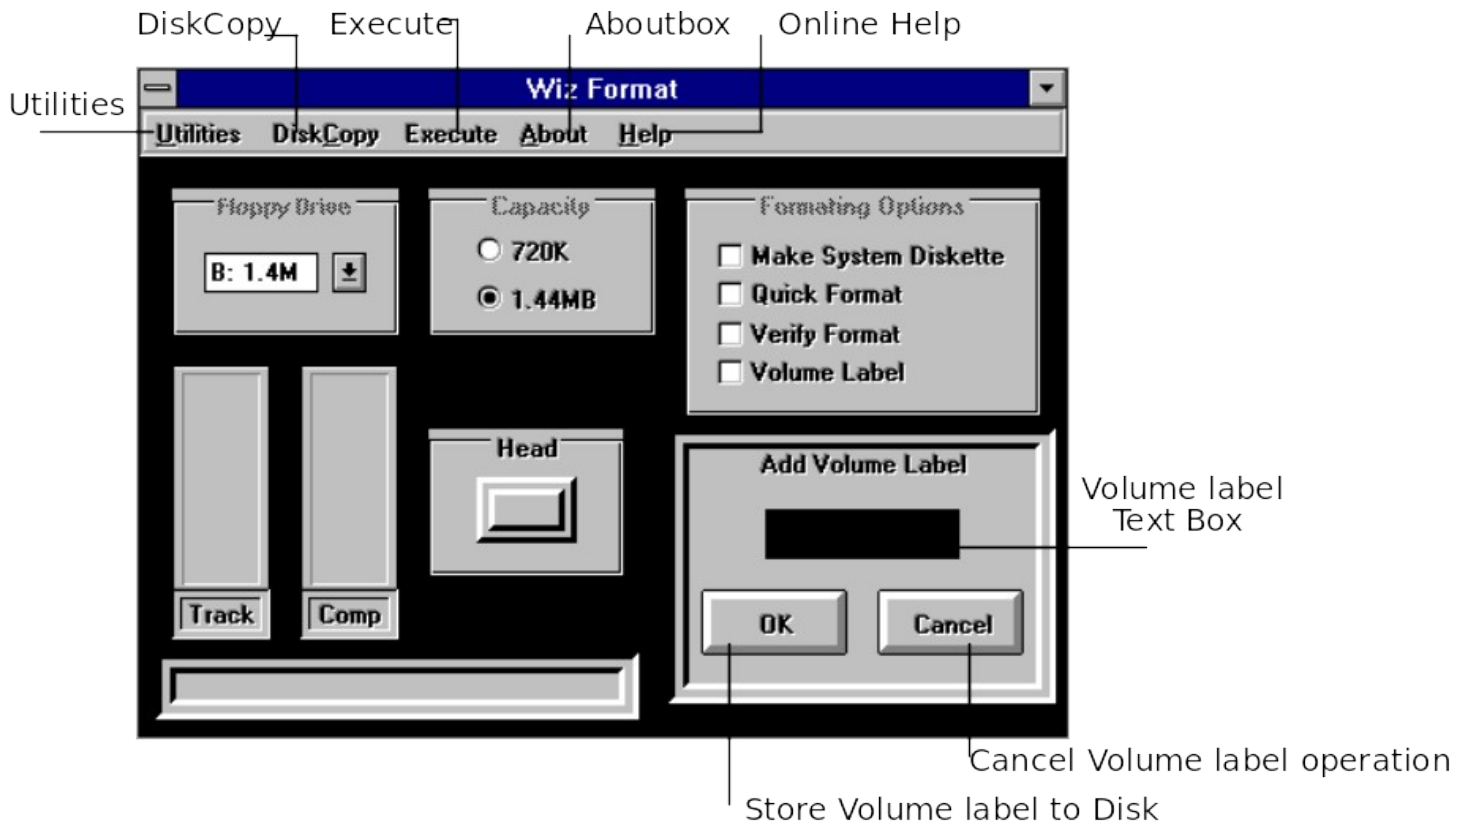 DiskCopy Execute Aboutbox Online Help
Wiz Format
Utilities
Utilities DiskCopy Execute About Help
Floppy Drive
B: 1.4M
Capacity
720K
1.44MB
Formating Options
Make System Diskette
Quick Format
Verify Format
Volume Label
Head
Add Volume Label
Volume label
Text Box
Track
Comp
OK
Cancel
Cancel Volume label operation
Store Volume label to Disk